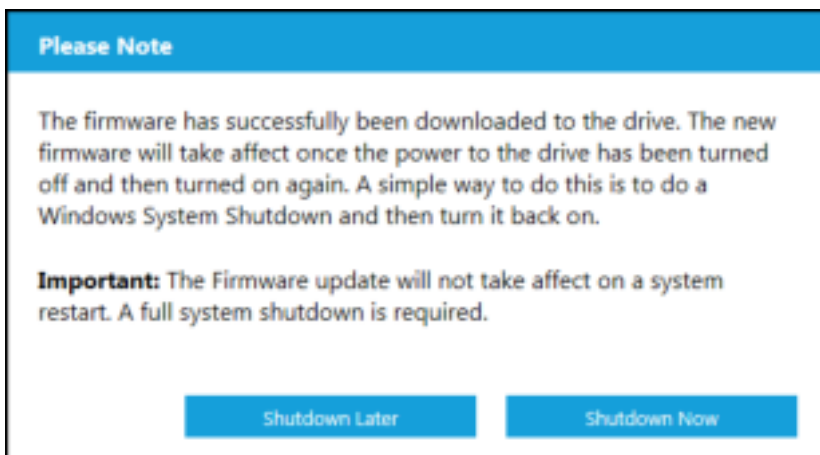 Please Note
The firmware has successfully been downloaded to the drive. The new
firmware will take affect once the power to the drive has been turned
off and then turned on again. A simple way to do this is to do a
Windows System Shutdown and then turn it back on.
Important: The Firmware update will not take affect on a system
restart. A full system shutdown is required.
Shutdown Later
Shutdown Now